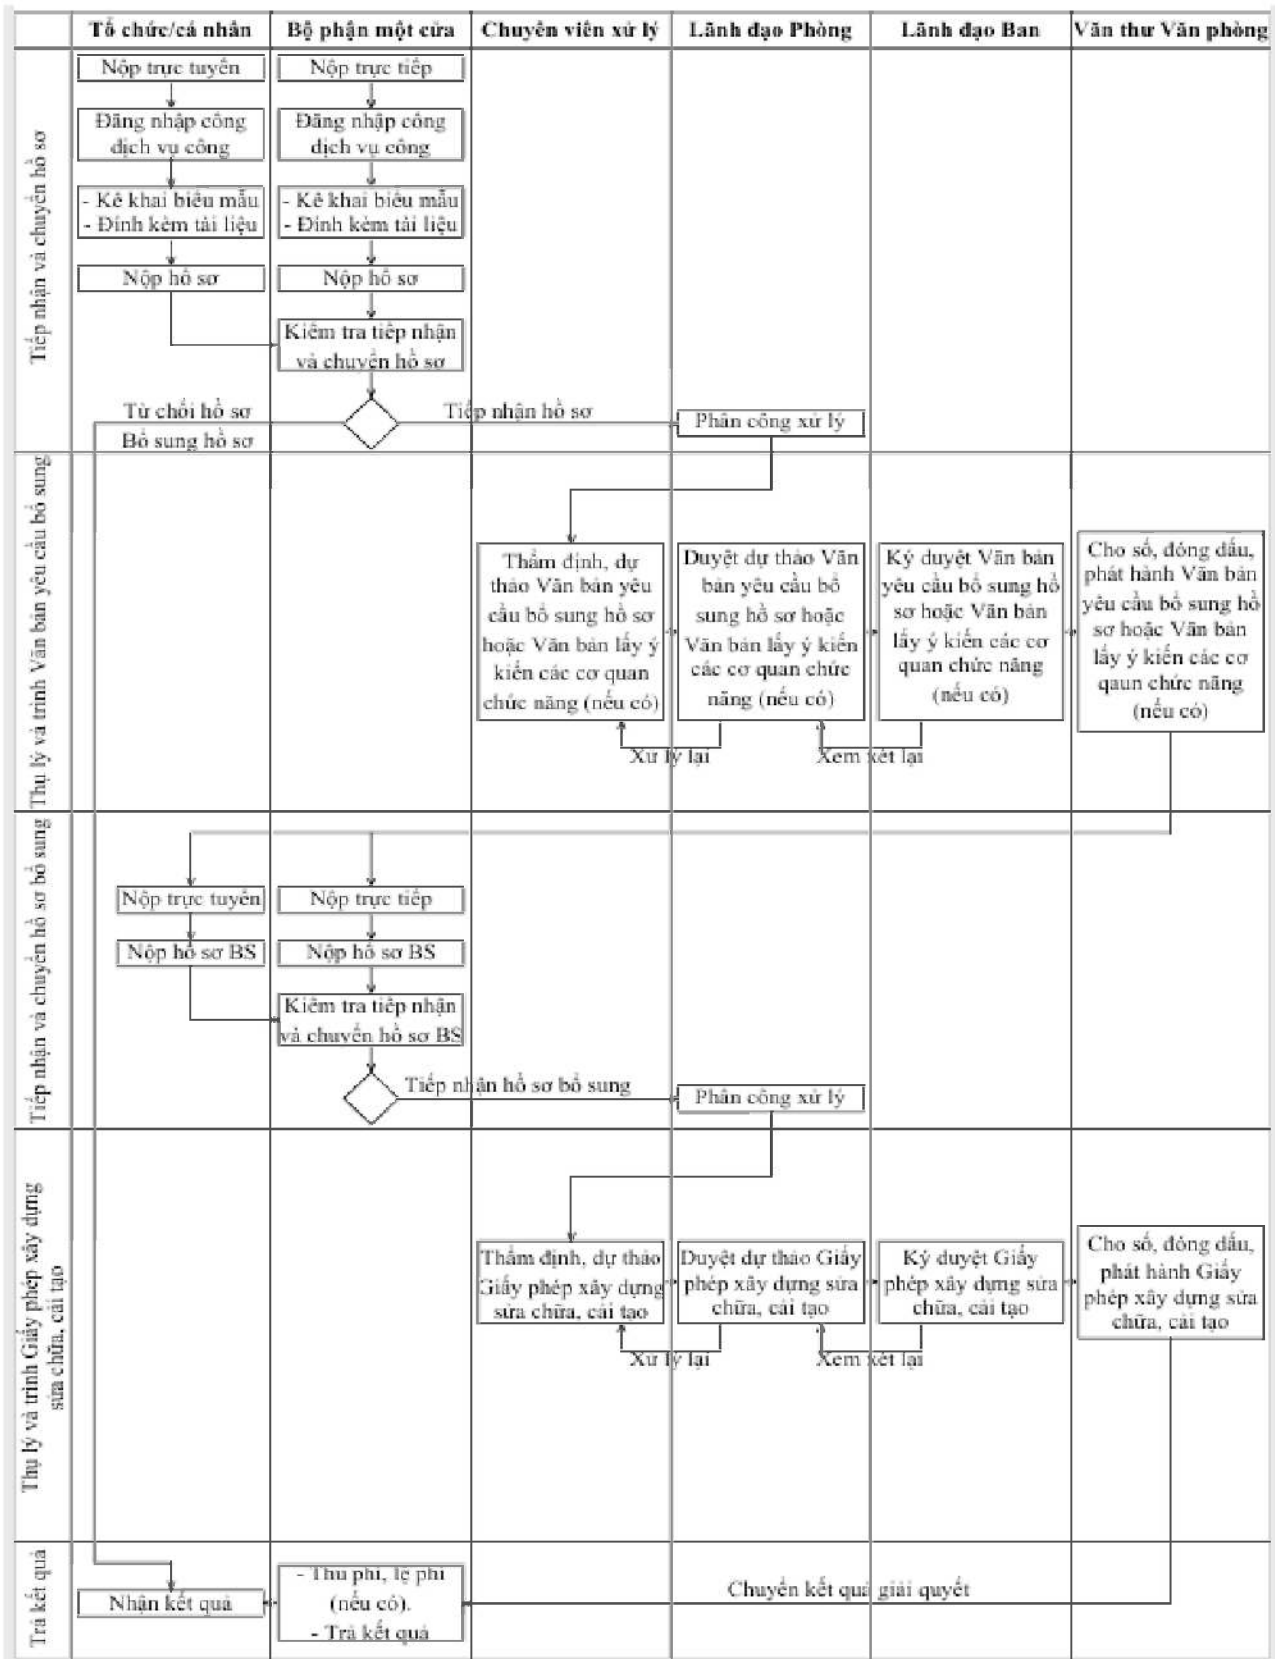 Tổ chức/cá nhân
Bộ phận một cửa
Chuyên viên xử lý
Lãnh đạo Phòng
Lãnh đạo Ban
Văn thư Văn phòng
Tiếp nhận và chuyển hồ sơ
Nộp trực tuyến
Nộp trực tiếp
Đăng nhập công
dịch vụ công
Đăng nhập công
dịch vụ công
- Kê khai biểu mẫu
- Đính kèm tài liệu
- Kê khai biểu mẫu
- Đính kèm tài liệu
Nộp hồ sơ
Nộp hồ sơ
Kiểm tra tiếp nhận
và chuyển hồ sơ
Từ chối hồ sơ
Bổ sung hồ sơ
Tiếp nhận hồ sơ
Phân công xử lý
Thụ lý và trình Văn bản yêu cầu bổ sung
Thẩm định, dự
thảo Văn bản yêu
cầu bổ sung hồ sơ
hoặc Văn bản lấy ý
kiến các cơ quan
chức năng (nếu có)
Duyệt dự thảo Văn
bản yêu cầu bổ
sung hồ sơ hoặc
Văn bản lấy ý kiến
các cơ quan chức
năng (nếu có)
Ký duyệt Văn bản
yêu cầu bổ sung hồ
sơ hoặc Văn bản
lấy ý kiến các cơ
quan chức năng
(nếu có)
Cho số, đóng dấu,
phát hành Văn bản
yêu cầu bổ sung hồ
sơ hoặc Văn bản
lấy ý kiến các cơ
qaun chức năng
(nếu có)
Xử lý lại
Xem xét lại
Tiếp nhận và chuyển hồ sơ bổ sung
Nộp trực tuyến
Nộp trực tiếp
Nộp hồ sơ BS
Nộp hồ sơ BS
Kiểm tra tiếp nhận
và chuyển hồ sơ BS
Tiếp nhận hồ sơ bổ sung
Phân công xử lý
Thụ lý và trình Giấy phép xây dựng
sửa chữa, cải tạo
Thẩm định, dự thảo
Giấy phép xây dựng
sửa chữa, cải tạo
Duyệt dự thảo Giấy
phép xây dựng sửa
chữa, cải tạo
Ký duyệt Giấy
phép xây dựng sửa
chữa, cải tạo
Cho số, đóng dấu,
phát hành Giấy
phép xây dựng sửa
chữa, cải tạo
Xử lý lại
Xem xét lại
Trả kết quả
Nhận kết quả
- Thu phí, lệ phí
(nếu có).
- Trả kết quả
Chuyển kết quả giải quyết